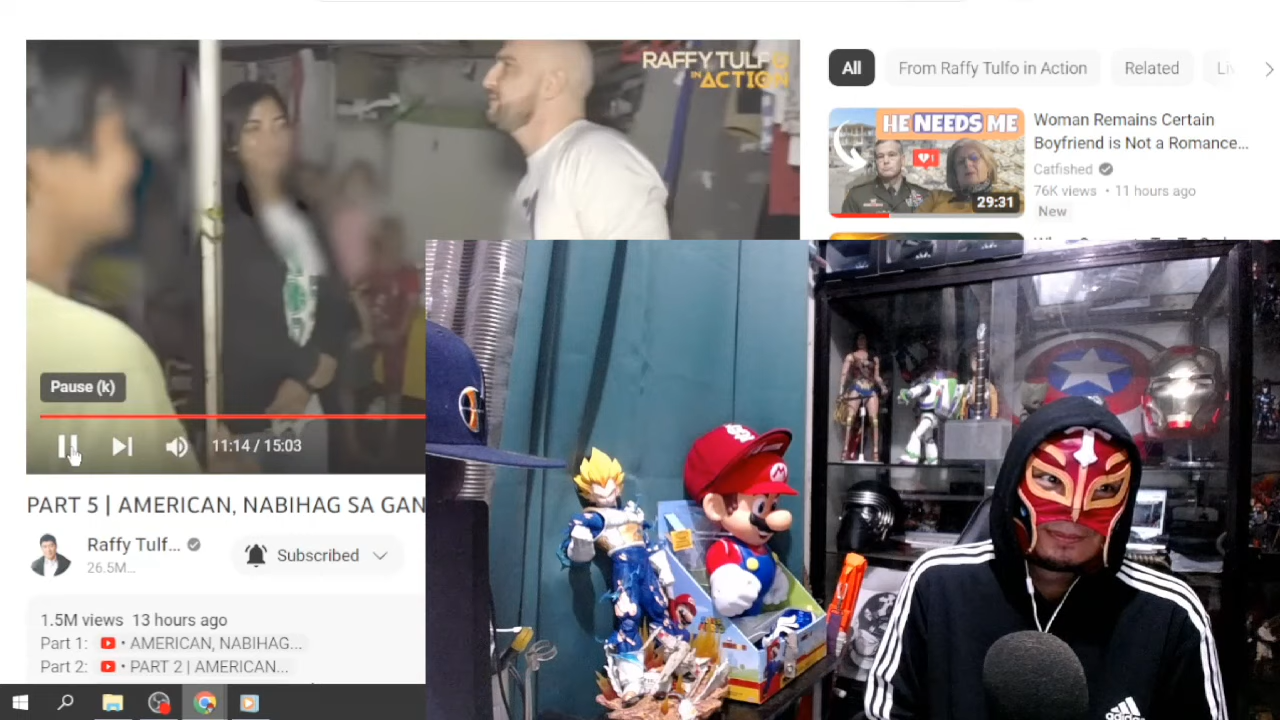 RAFFY TULFO
IN ACTION
Pause (k)
11:14 / 15:03
PART 5 | AMERICAN, NABIHAG SA GAN
Raffy Tulf...
26.5M...
Subscribed
1.5M views 13 hours ago
Part 1: • AMERICAN, NABIHAG...
Part 2: • PART 2 | AMERICAN...
All
From Raffy Tulfo in Action
Related
HE NEEDS ME
29:31
Woman Remains Certain
Boyfriend is Not a Romance...
Catfished
76K views • 11 hours ago
New
M
adidas